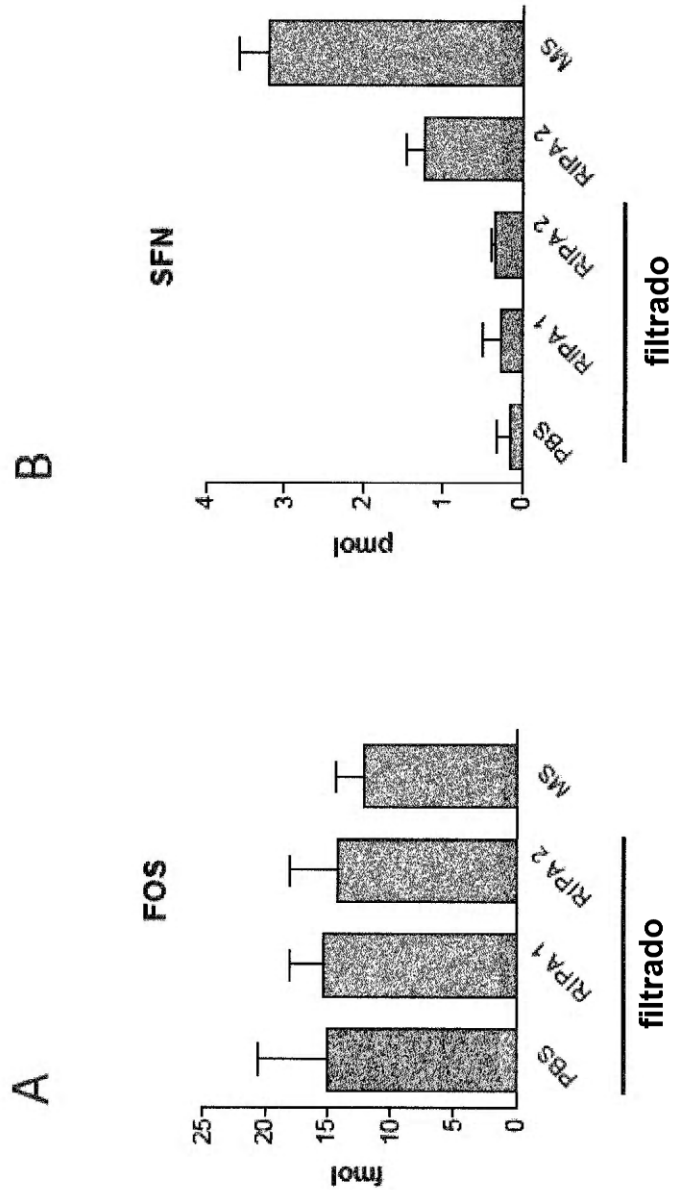 A
FOS
25
20
15
10
5
0
fmol
PBS
RIPA 1
RIPA 2
MS
filtrado
B
SFN
4
3
2
1
0
pmol
PBS
RIPA 1
RIPA 2
RIPA 2
MS
filtrado